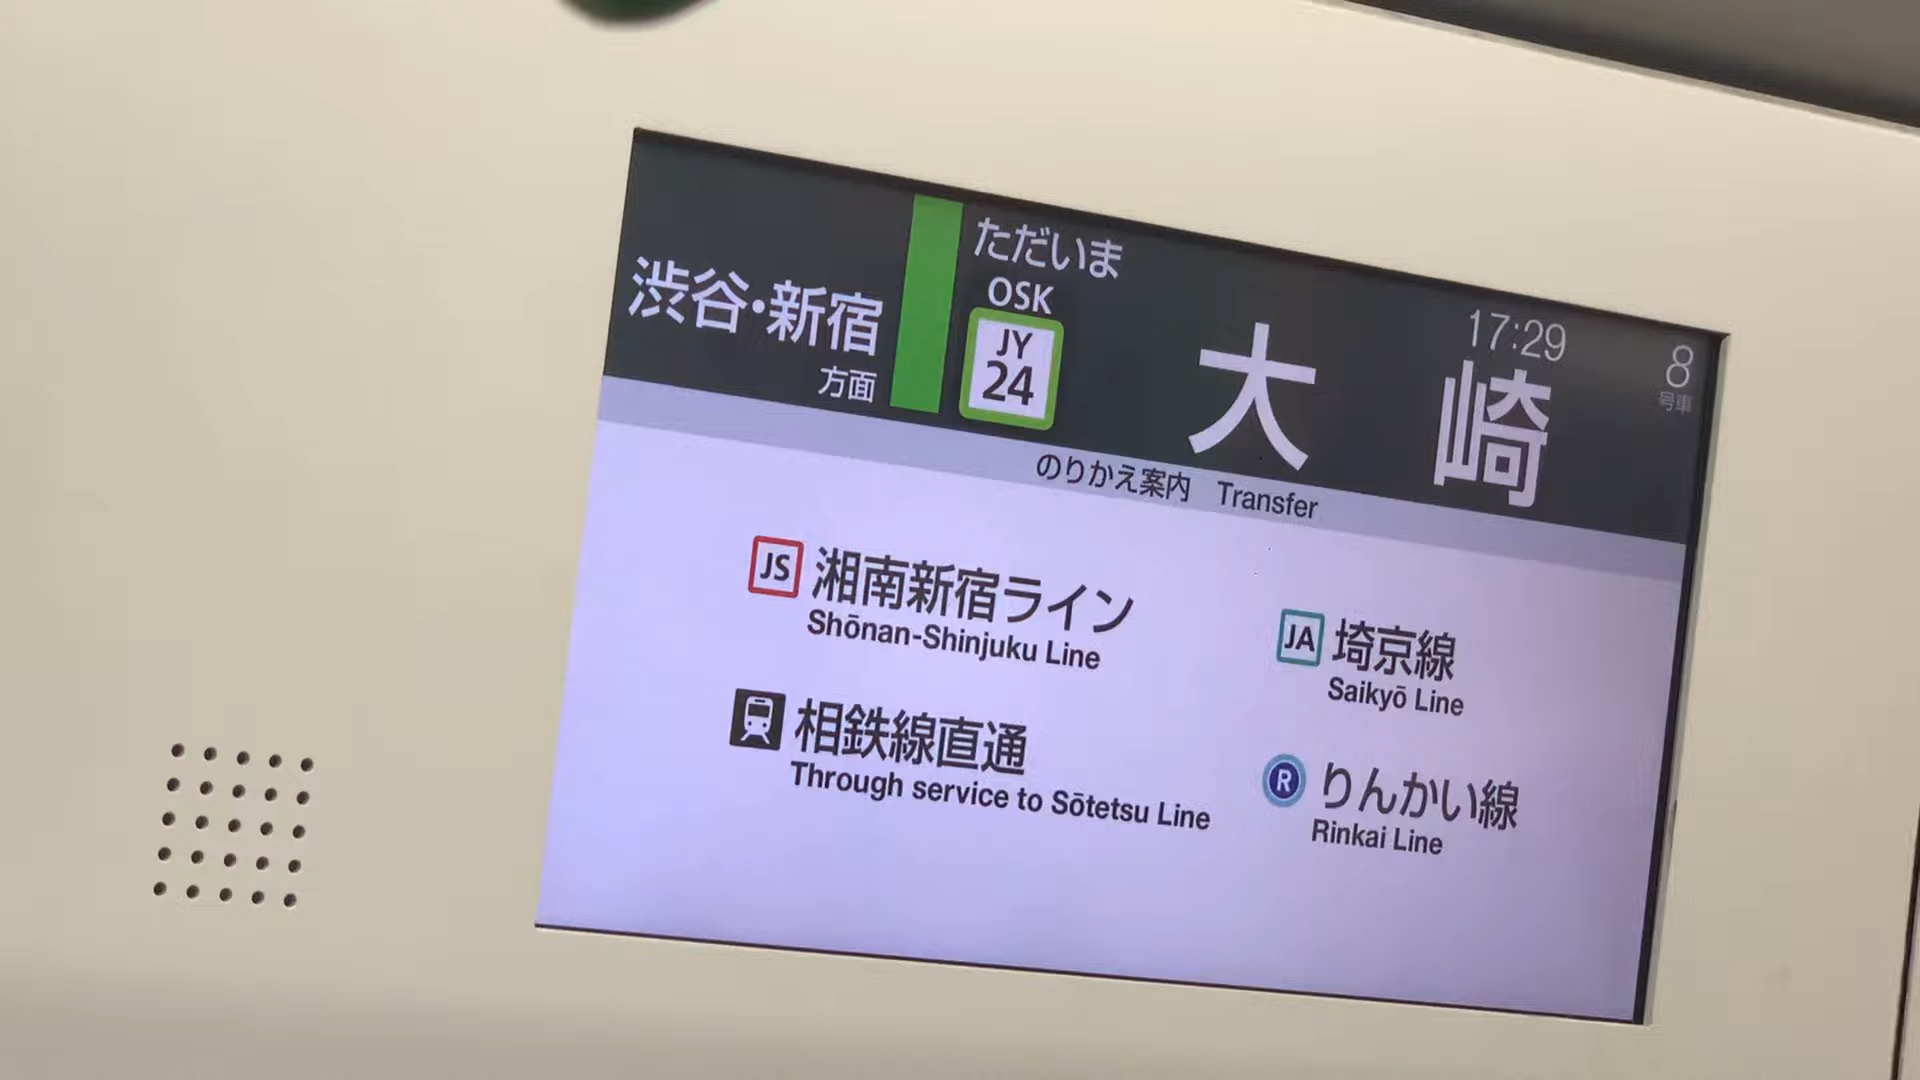 渋谷・新宿
方面
ただいま
OSK
JY
24
大崎
17:29
8
号車
のりかえ案内 Transfer
JS 湘南新宿ライン
Shōnan-Shinjuku Line
JA 埼京線
Saikyō Line
相鉄線直通
Through service to Sōtetsu Line
R りんかい線
Rinkai Line